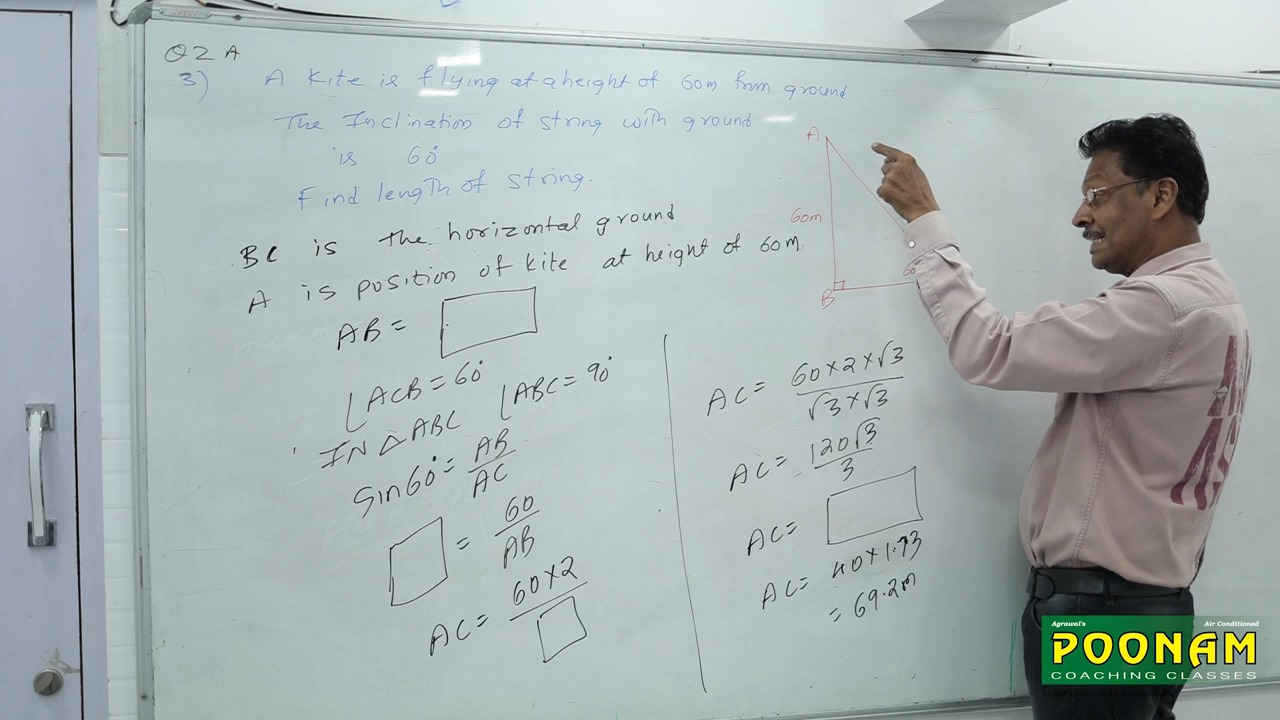 Q2 A
3) A Kite is flying at a height of 60m from ground
The Inclination of string with ground
is 60°
Find length of string.
BC is the horizontal ground
A is position of kite at height of 60m
AB =
∠ACB = 60° ∠ABC = 90°
IN △ ABC
Sin60° = AB/AC
= 60/AB
AC = 60×2/
A
60m
B
60
AC = 60×2×√3/√3×√3
AC = 120√3/3
AC =
AC = 40×1.73
= 69.2m
Agrawal's Air Conditioned
POONAM
COACHING CLASSES